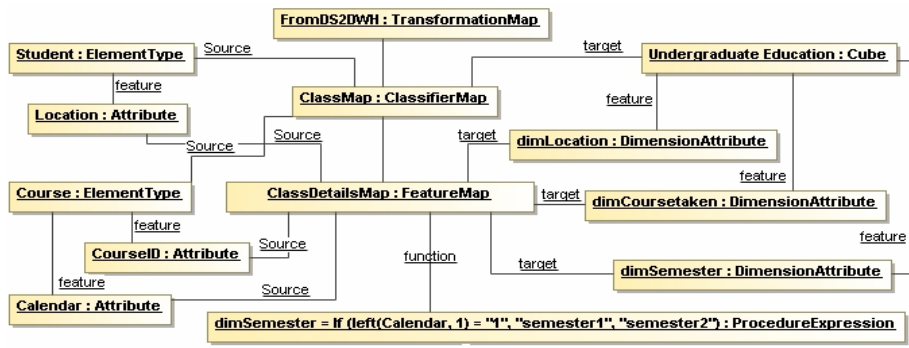 FromDS2DWH : TransformationMap
Student : ElementType
Source
target
Undergraduate Education : Cube
feature
ClassMap : ClassifierMap
feature
Location : Attribute
Source
Source
target
dimLocation : DimensionAttribute
Course : ElementType
ClassDetailsMap : FeatureMap
target
feature
dimCoursetaken : DimensionAttribute
feature
CourseID : Attribute
Source
function
feature
target
dimSemester : DimensionAttribute
feature
Source
Calendar : Attribute
dimSemester = If (left(Calendar, 1) = "1", "semester1", "semester2") : ProcedureExpression